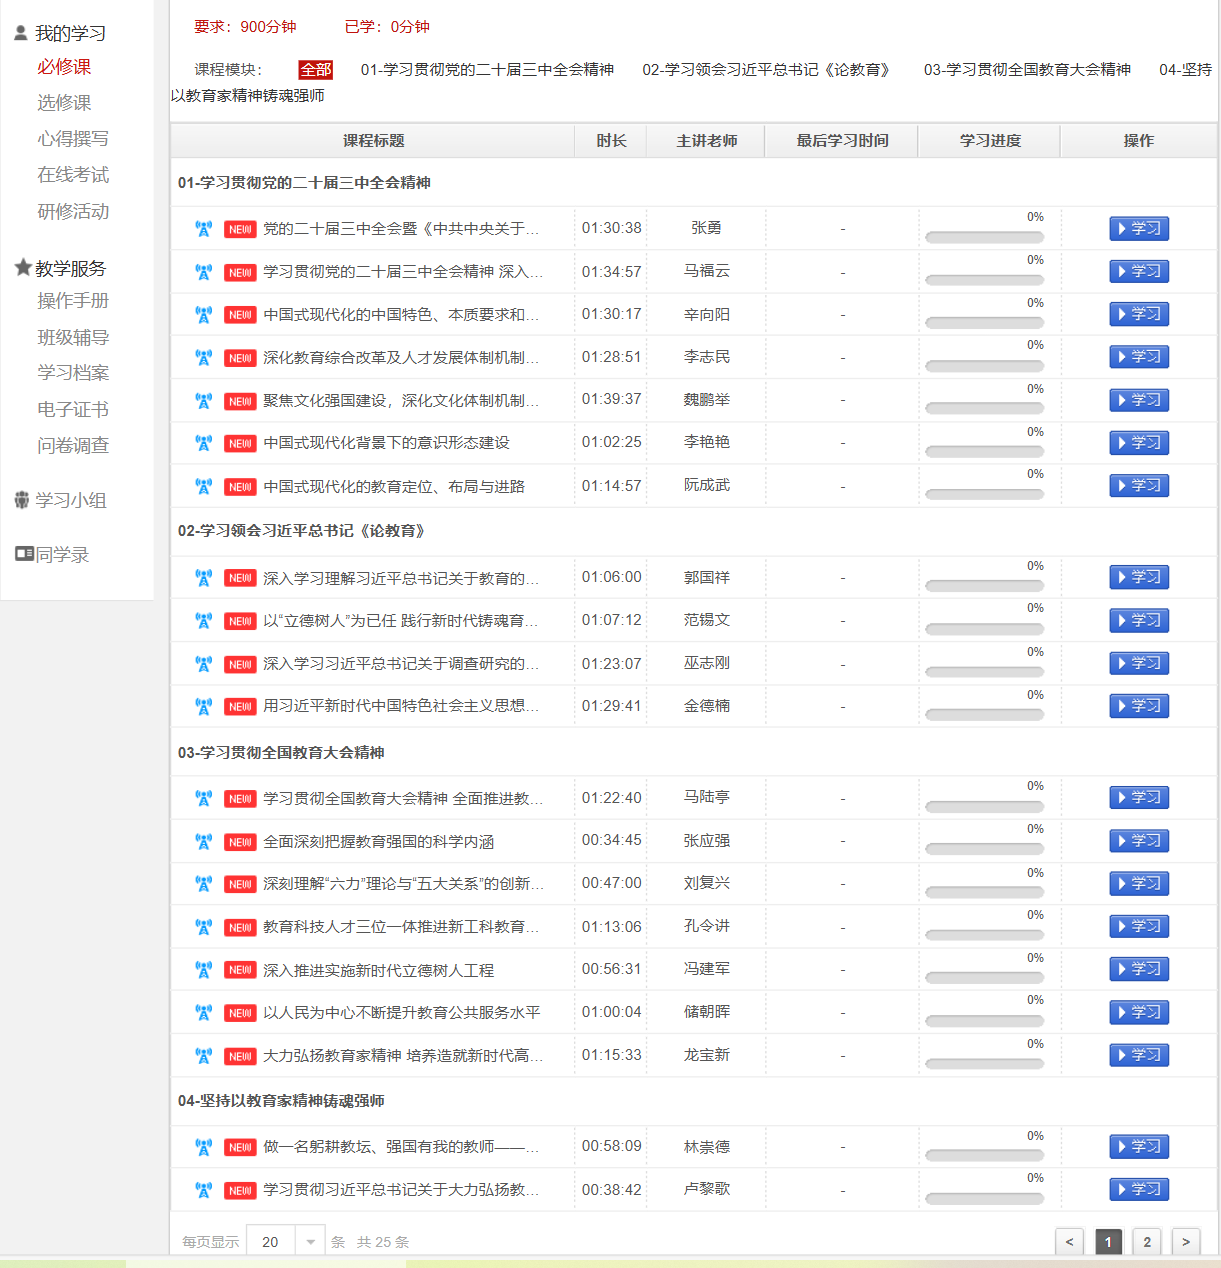 我的学习
必修课
选修课
心得撰写
在线考试
研修活动
教学服务
操作手册
班级辅导
学习档案
电子证书
问卷调查
学习小组
同学录
要求：900分钟 已学：0分钟
课程模块： 全部 01-学习贯彻党的二十届三中全会精神 02-学习领会习近平总书记《论教育》 03-学习贯彻全国教育大会精神 04-坚持
以教育家精神铸魂强师
课程标题 时长 主讲老师 最后学习时间 学习进度 操作
01-学习贯彻党的二十届三中全会精神
NEW 党的二十届三中全会暨《中共中央关于... 01:30:38 张勇 - 0% 学习
NEW 学习贯彻党的二十届三中全会精神 深入... 01:34:57 马福云 - 0% 学习
NEW 中国式现代化的中国特色、本质要求和... 01:30:17 辛向阳 - 0% 学习
NEW 深化教育综合改革及人才发展体制机制... 01:28:51 李志民 - 0% 学习
NEW 聚焦文化强国建设，深化文化体制机制... 01:39:37 魏鹏举 - 0% 学习
NEW 中国式现代化背景下的意识形态建设 01:02:25 李艳艳 - 0% 学习
NEW 中国式现代化的教育定位、布局与进路 01:14:57 阮成武 - 0% 学习
02-学习领会习近平总书记《论教育》
NEW 深入学习理解习近平总书记关于教育的... 01:06:00 郭国祥 - 0% 学习
NEW 以“立德树人”为已任 践行新时代铸魂育... 01:07:12 范锡文 - 0% 学习
NEW 深入学习习近平总书记关于调查研究的... 01:23:07 巫志刚 - 0% 学习
NEW 用习近平新时代中国特色社会主义思想... 01:29:41 金德楠 - 0% 学习
03-学习贯彻全国教育大会精神
NEW 学习贯彻全国教育大会精神 全面推进教... 01:22:40 马陆亭 - 0% 学习
NEW 全面深刻把握教育强国的科学内涵 00:34:45 张应强 - 0% 学习
NEW 深刻理解“六力”理论与“五大关系”的创新... 00:47:00 刘复兴 - 0% 学习
NEW 教育科技人才三位一体推进新工科教育... 01:13:06 孔令讲 - 0% 学习
NEW 深入推进实施新时代立德树人工程 00:56:31 冯建军 - 0% 学习
NEW 以人民为中心不断提升教育公共服务水平 01:00:04 储朝晖 - 0% 学习
NEW 大力弘扬教育家精神 培养造就新时代高... 01:15:33 龙宝新 - 0% 学习
04-坚持以教育家精神铸魂强师
NEW 做一名躬耕教坛、强国有我的教师——... 00:58:09 林崇德 - 0% 学习
NEW 学习贯彻习近平总书记关于大力弘扬教... 00:38:42 卢黎歌 - 0% 学习
每页显示 20 条 共 25 条 < 1 2 >